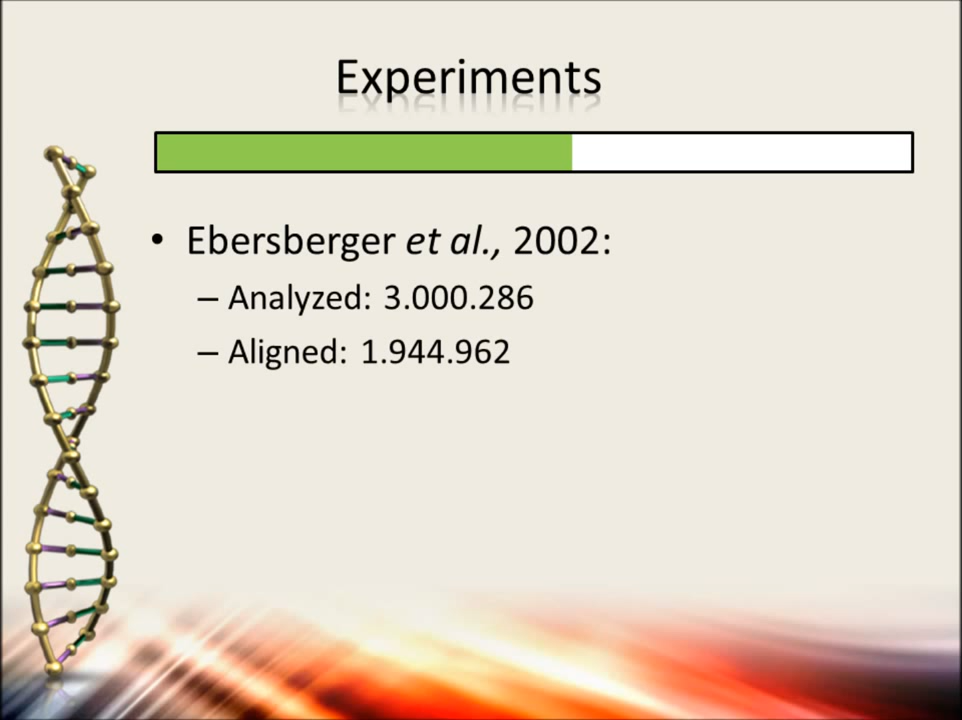 Experiments
• Ebersberger et al., 2002:
– Analyzed: 3.000.286
– Aligned: 1.944.962